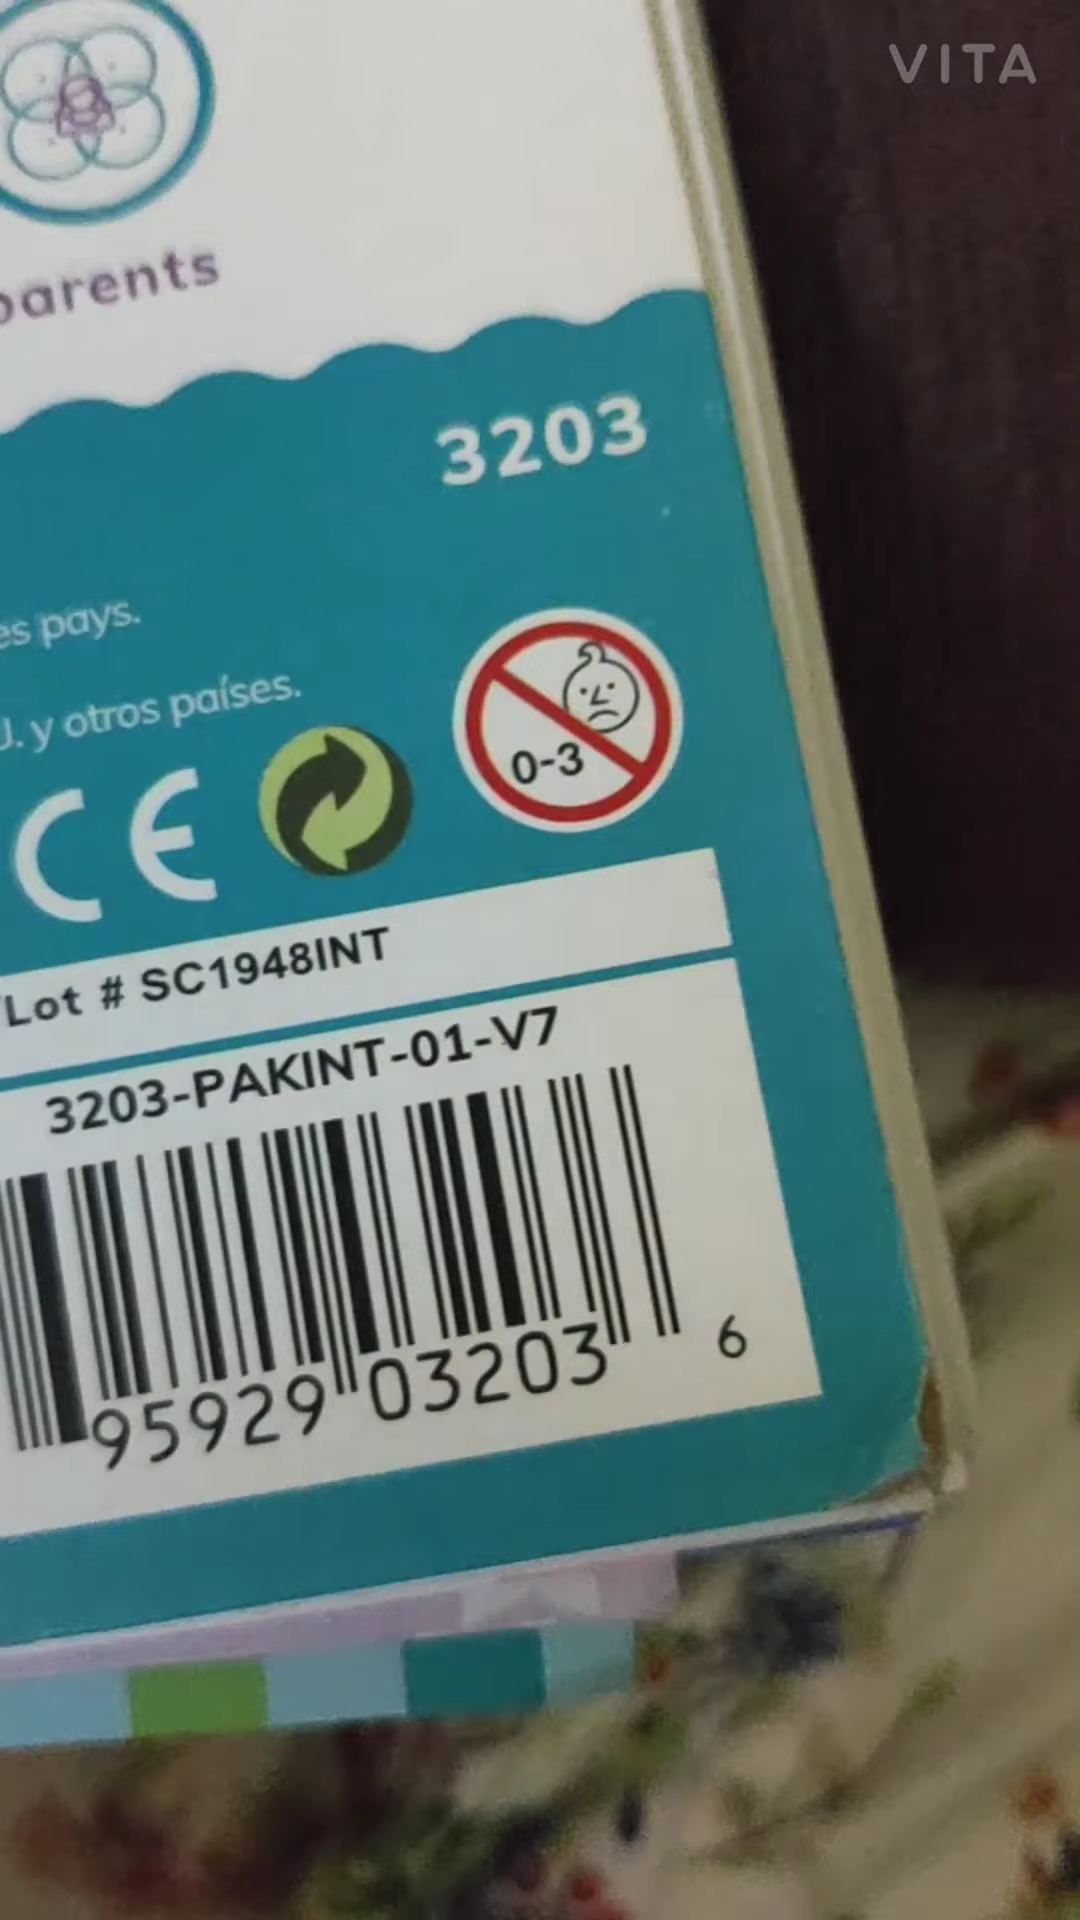 VITA
parents
3203
es pays.
U. y otros países.
CE
0-3
Lot # SC1948INT
3203-PAKINT-01-V7
95929 03203 6